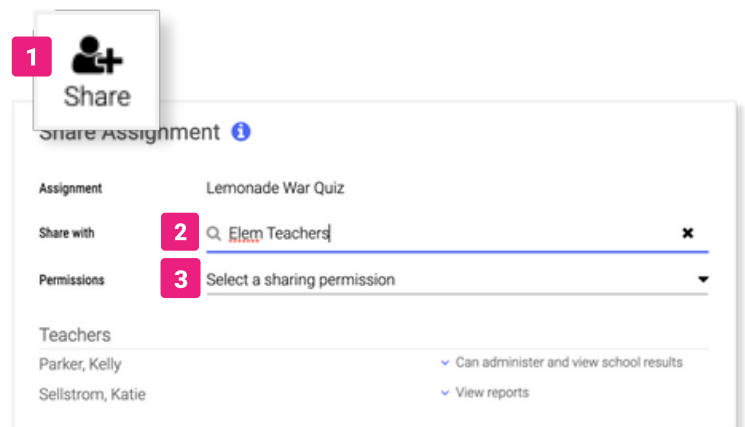 1
Share
Share Assignment
Assignment Lemonade War Quiz
Share with 2 Elem Teachers
Permissions 3 Select a sharing permission
Teachers
Parker, Kelly Can administer and view school results
Sellstrom, Katie View reports